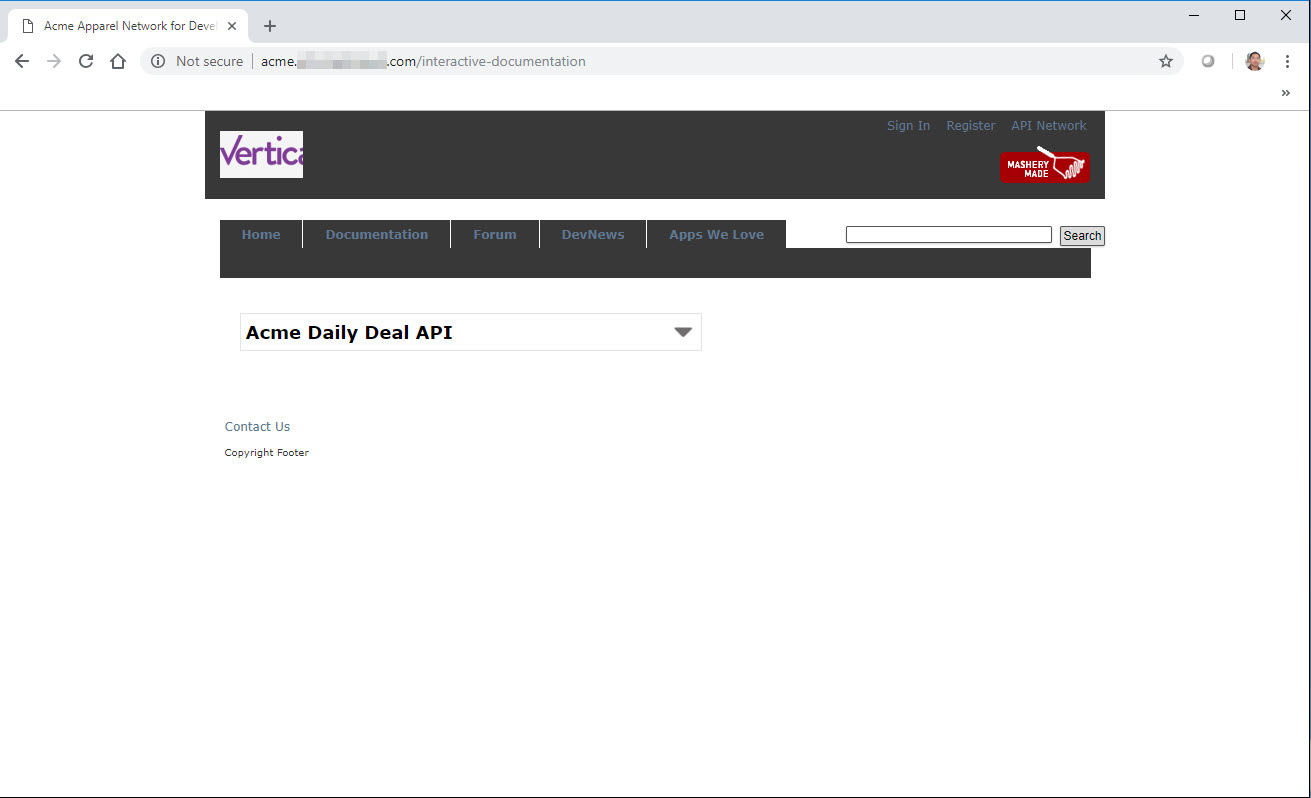 Acme Apparel Network for Devel
Not secure
acme. .com/interactive-documentation
»
Sign In Register API Network
Vertica
MASHERY
MADE
Home Documentation Forum DevNews Apps We Love Search
Acme Daily Deal API
Contact Us
Copyright Footer